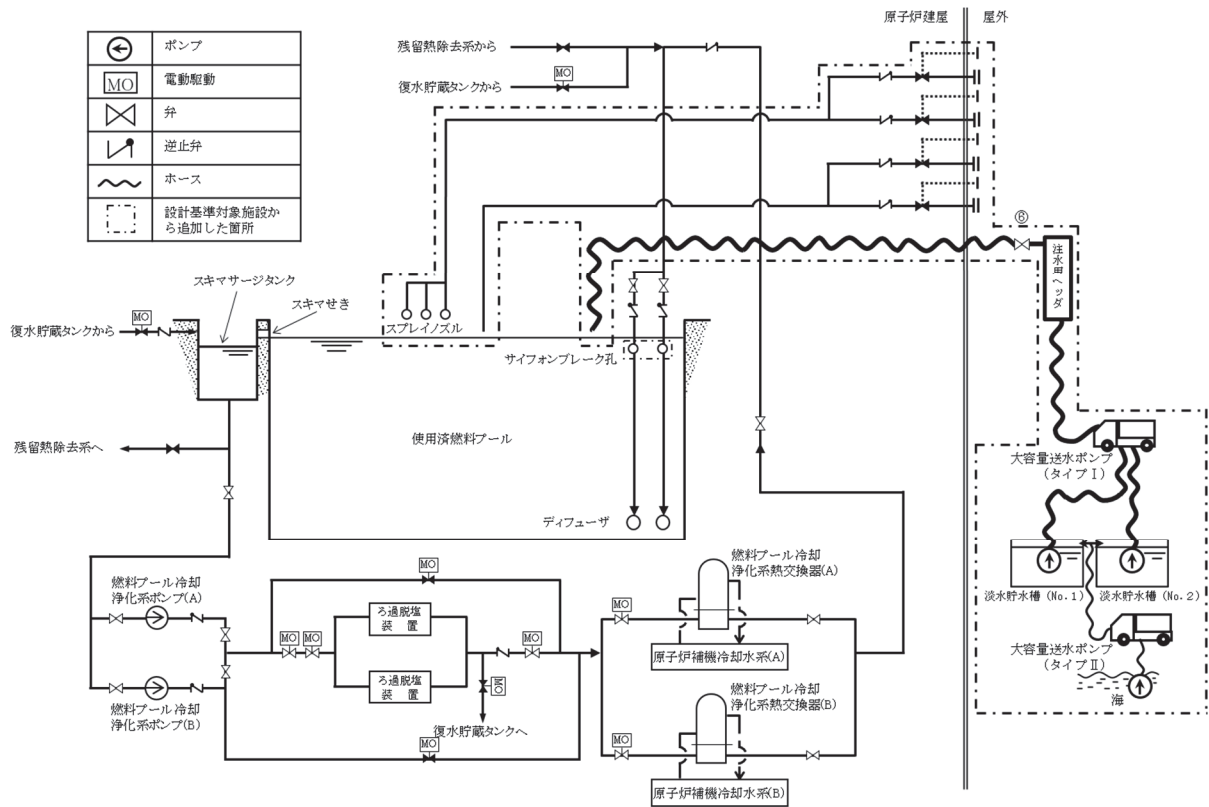 原子炉建屋
屋外
ポンプ
MO
電動駆動
弁
逆止弁
ホース
設計基準対象施設か
ら追加した箇所
残留熱除去系から
MO
復水貯蔵タンクから
⑥
注水用ヘッダ
スキマサージタンク
スキマせき
MO
復水貯蔵タンクから
スプレイノズル
サイフォンブレーク孔
残留熱除去系へ
使用済燃料プール
ディフューザ
大容量送水ポンプ
(タイプⅠ)
淡水貯水槽(No.1)
淡水貯水槽(No.2)
大容量送水ポンプ
(タイプⅡ)
海
燃料プール冷却
浄化系ポンプ(A)
燃料プール冷却
浄化系ポンプ(B)
MO
MO
MO
ろ過脱塩
装 置
ろ過脱塩
装 置
MO
MO
復水貯蔵タンクへ
MO
燃料プール冷却
浄化系熱交換器(A)
MO
原子炉補機冷却水系(A)
燃料プール冷却
浄化系熱交換器(B)
MO
原子炉補機冷却水系(B)